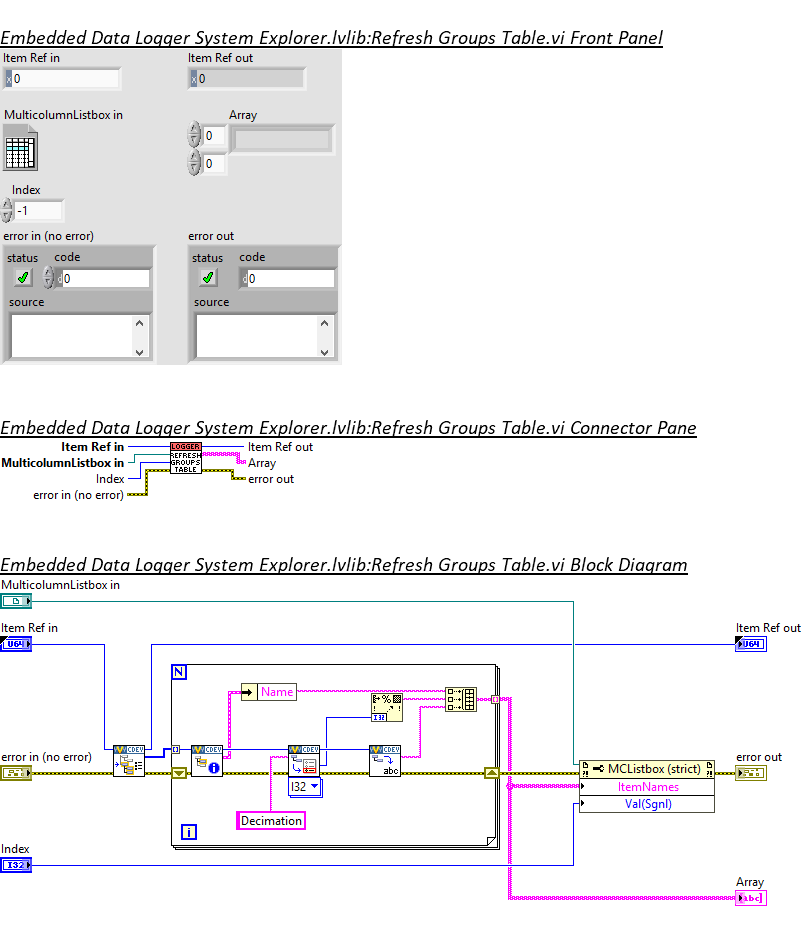 Embedded Data Logger System Explorer.lvlib:Refresh Groups Table.vi Front Panel
Item Ref in
Item Ref out
x 0
x 0
MulticolumnListbox in
Array
0
0
Index
-1
error in (no error)
error out
status code
status code
d 0
d 0
source
source
Embedded Data Logger System Explorer.lvlib:Refresh Groups Table.vi Connector Pane
Item Ref in
MulticolumnListbox in
Index
error in (no error)
LOGGER
REFRESH
GROUPS
TABLE
Item Ref out
Array
error out
Embedded Data Logger System Explorer.lvlib:Refresh Groups Table.vi Block Diagram
MulticolumnListbox in
Item Ref in
U64
Item Ref out
U64
N
Name
%
I32
error in (no error)
CDEV
CDEV
CDEV
CDEV
abc
I32
Decimation
i
MCListbox (strict)
ItemNames
Val(Sgnl)
error out
Index
I32
Array
abc